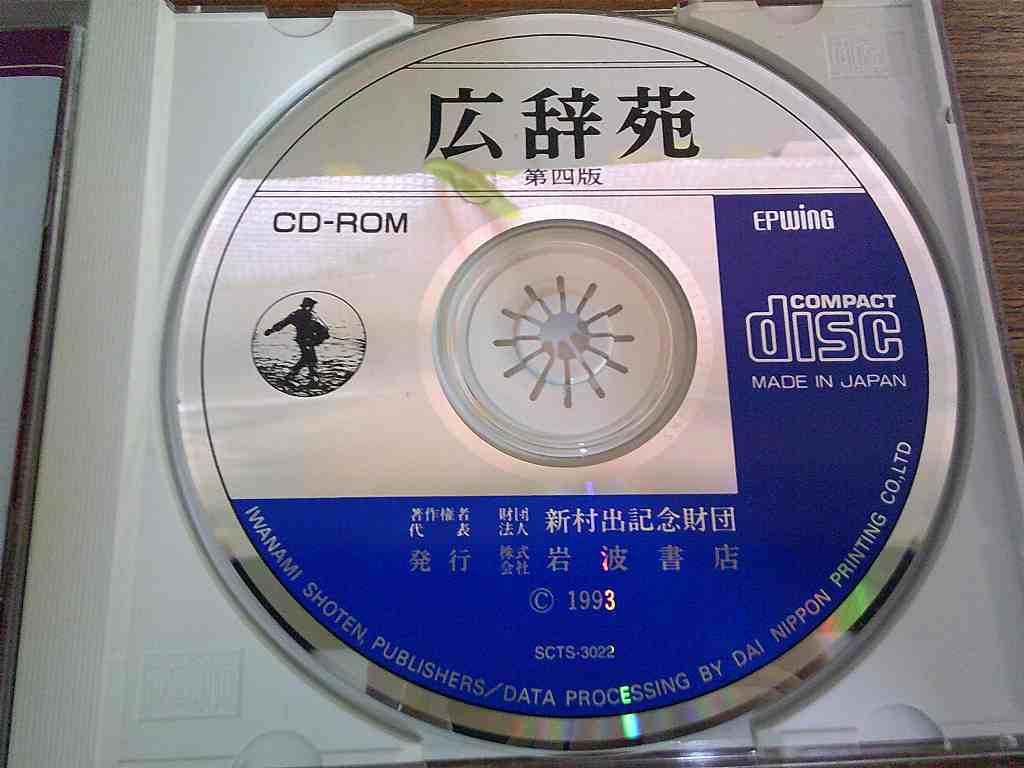 広辞苑
第四版
CD-ROM
EPWING
COMPACT
disc
MADE IN JAPAN
著作権者代表 財団法人 新村出記念財団
発行 株式会社 岩波書店
© 1993
SCTS-3022
IWANAMI SHOTEN, PUBLISHERS/DATA PROCESSING BY DAI NIPPON PRINTING CO.,LTD